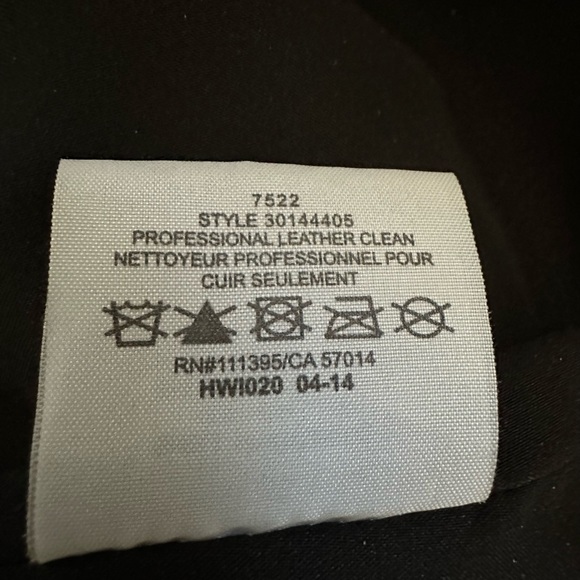 7522
STYLE 30144405
PROFESSIONAL LEATHER CLEAN
NETTOYEUR PROFESSIONNEL POUR
CUIR SEULEMENT
RN#111395/CA 57014
HWI020 04-14